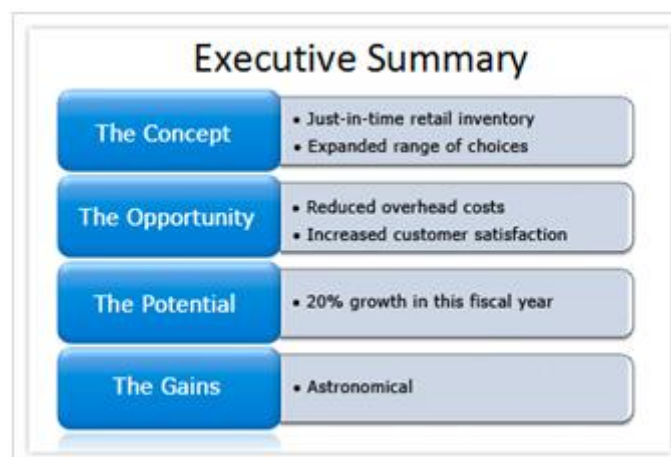 Executive Summary
The Concept
• Just-in-time retail inventory
• Expanded range of choices
The Opportunity
• Reduced overhead costs
• Increased customer satisfaction
The Potential
• 20% growth in this fiscal year
The Gains
• Astronomical